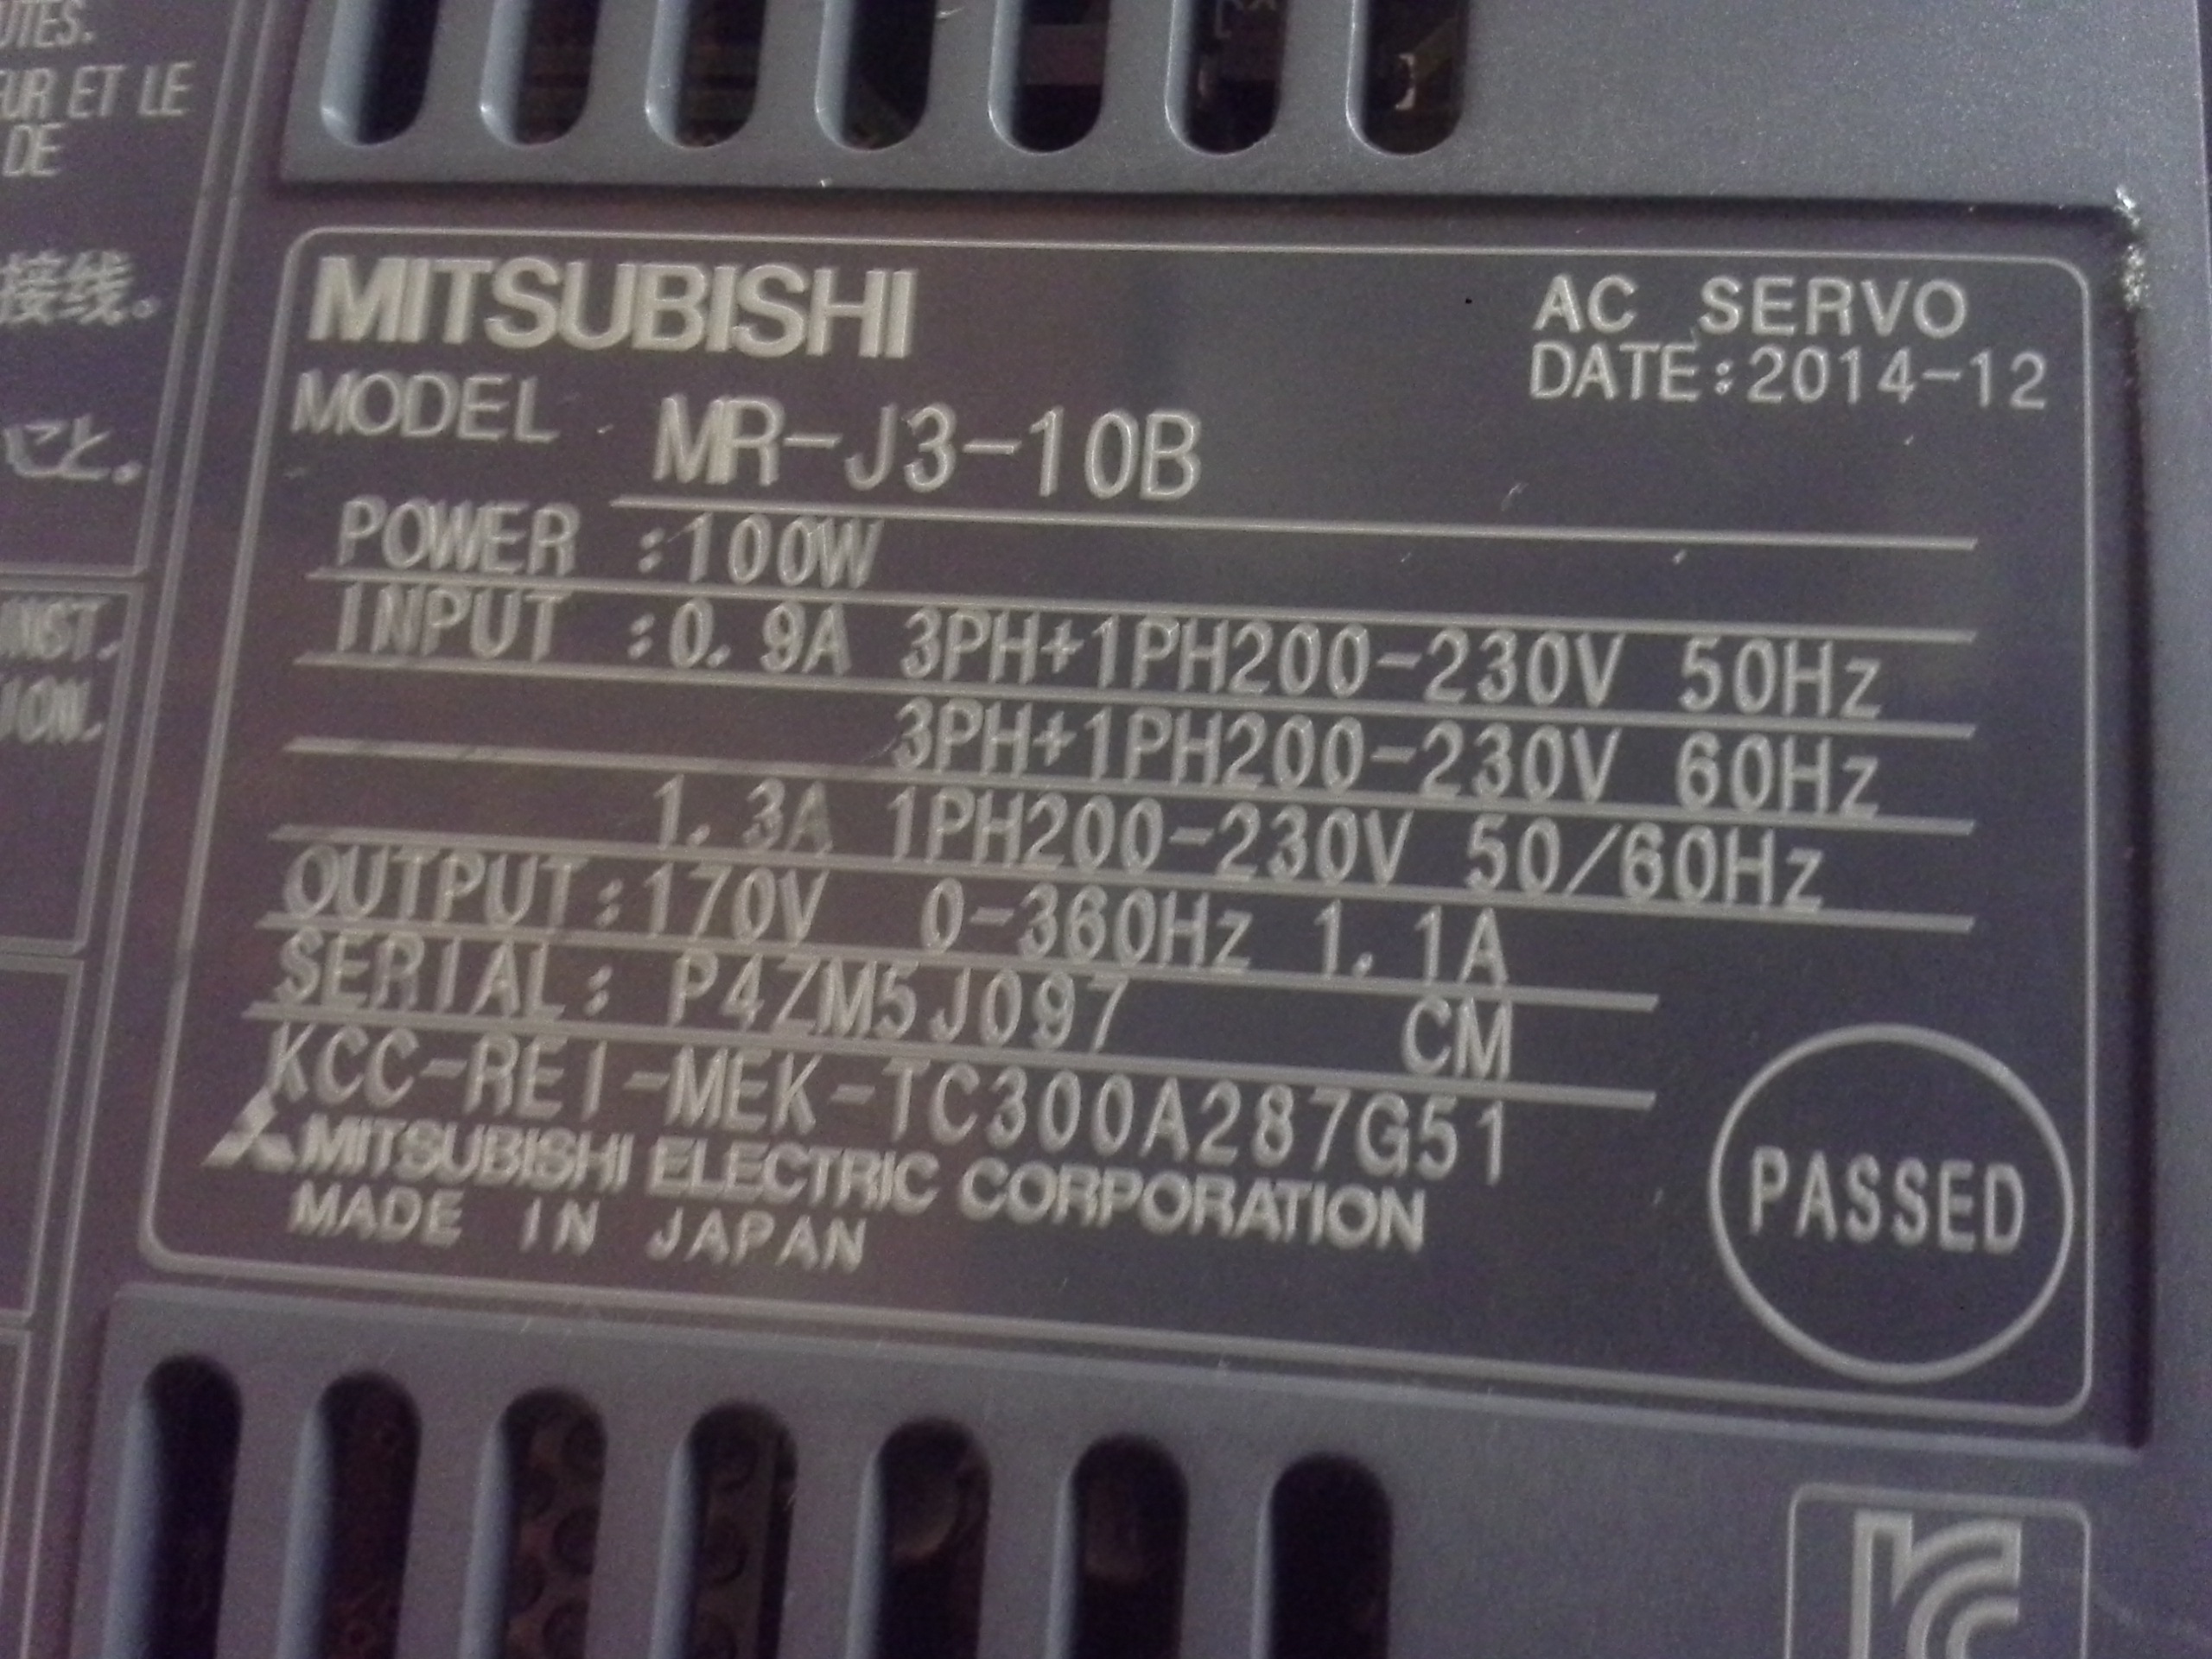 UTES.
EUR ET LE
DE
接线。
こと。
INST.
ION.
MITSUBISHI
AC SERVO
DATE:2014-12
MODEL MR-J3-10B
POWER :100W
INPUT :0.9A 3PH+1PH200-230V 50Hz
3PH+1PH200-230V 60Hz
1.3A 1PH200-230V 50/60Hz
OUTPUT:170V 0-360Hz 1.1A
SERIAL: P4ZM5J097 CM
KCC-REI-MEK-TC300A287G51
MITSUBISHI ELECTRIC CORPORATION
MADE IN JAPAN
PASSED